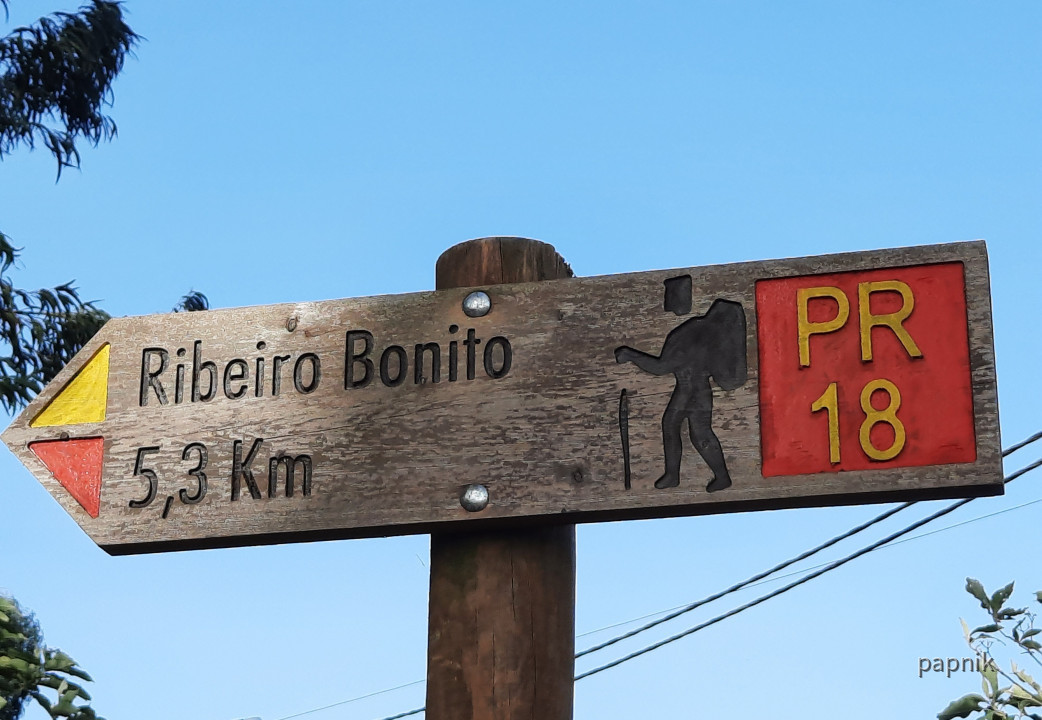 Ribeiro Bonito
5,3 Km
PR
18
papnik